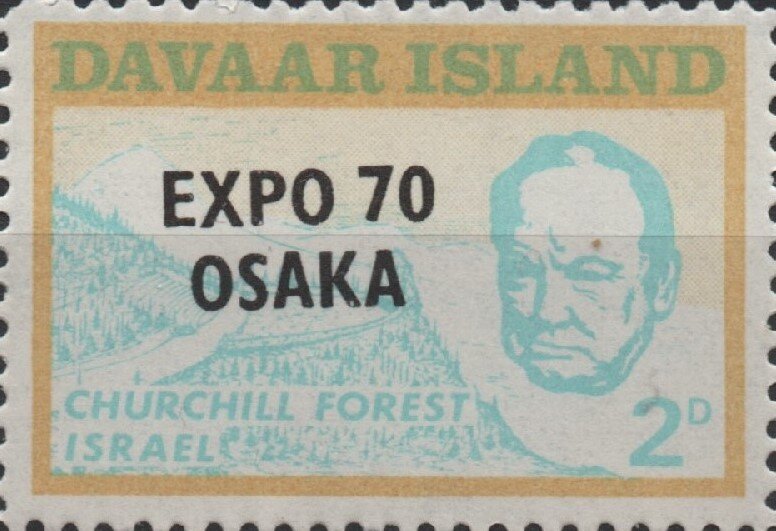 DAVAAR ISLAND
EXPO 70
OSAKA
CHURCHILL FOREST
ISRAEL
2D